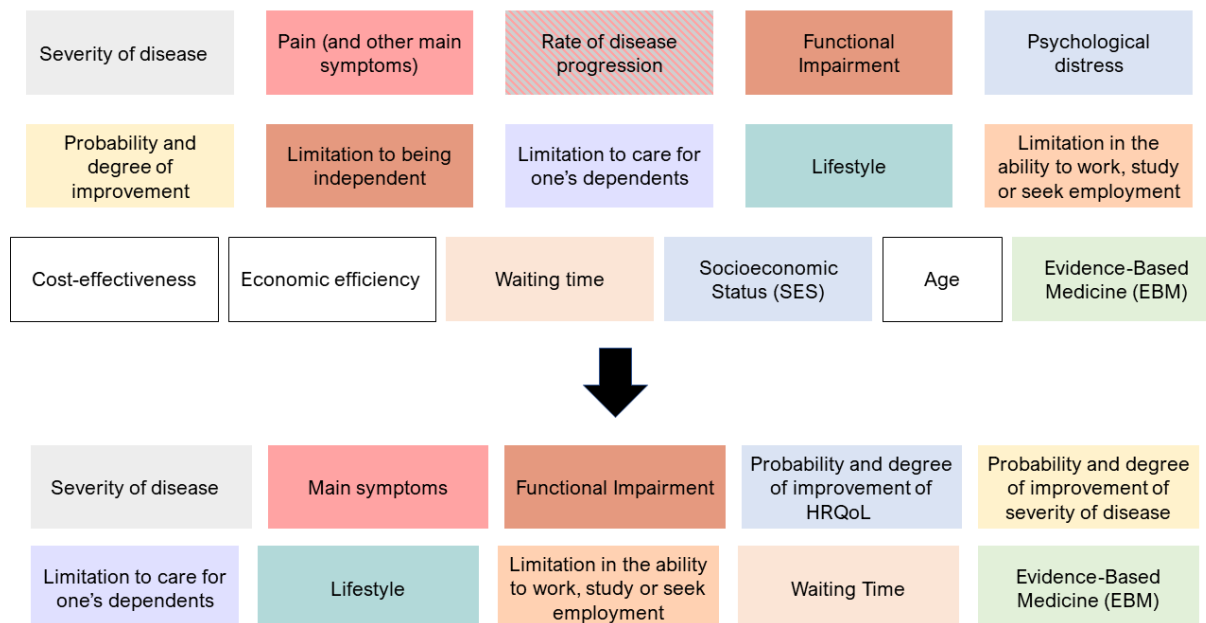 Severity of disease
Pain (and other main
symptoms)
Rate of disease
progression
Functional
Impairment
Psychological
distress
Probability and
degree of
improvement
Limitation to being
independent
Limitation to care for
one's dependents
Lifestyle
Limitation in the
ability to work, study
or seek employment
Cost-effectiveness
Economic efficiency
Waiting time
Socioeconomic
Status (SES)
Age
Evidence-Based
Medicine (EBM)
Severity of disease
Main symptoms
Functional Impairment
Probability and degree
of improvement of
HRQoL
Probability and degree
of improvement of
severity of disease
Limitation to care for
one's dependents
Lifestyle
Limitation in the ability
to work, study or seek
employment
Waiting Time
Evidence-Based
Medicine (EBM)